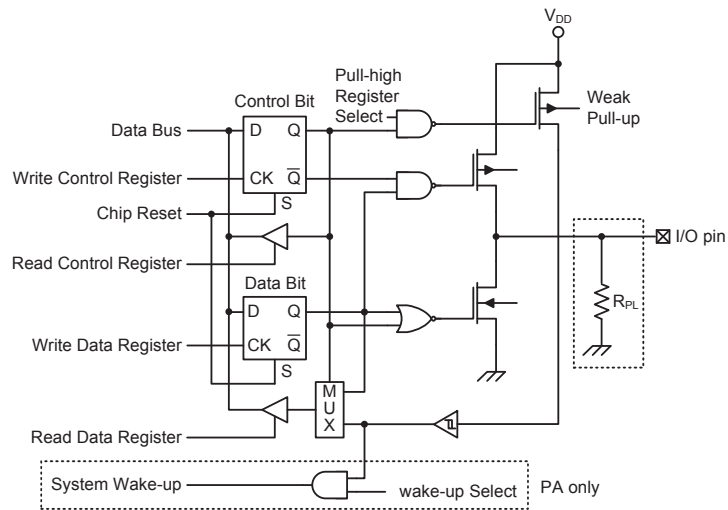 V_DD
Pull-high
Register
Select
Control Bit
Weak
Pull-up
Data Bus
D
Q
Write Control Register
CK
Q̅
Chip Reset
S
I/O pin
Read Control Register
Data Bit
R_PL
D
Q
Write Data Register
CK
Q̅
S
M
U
X
Read Data Register
System Wake-up
wake-up Select
PA only